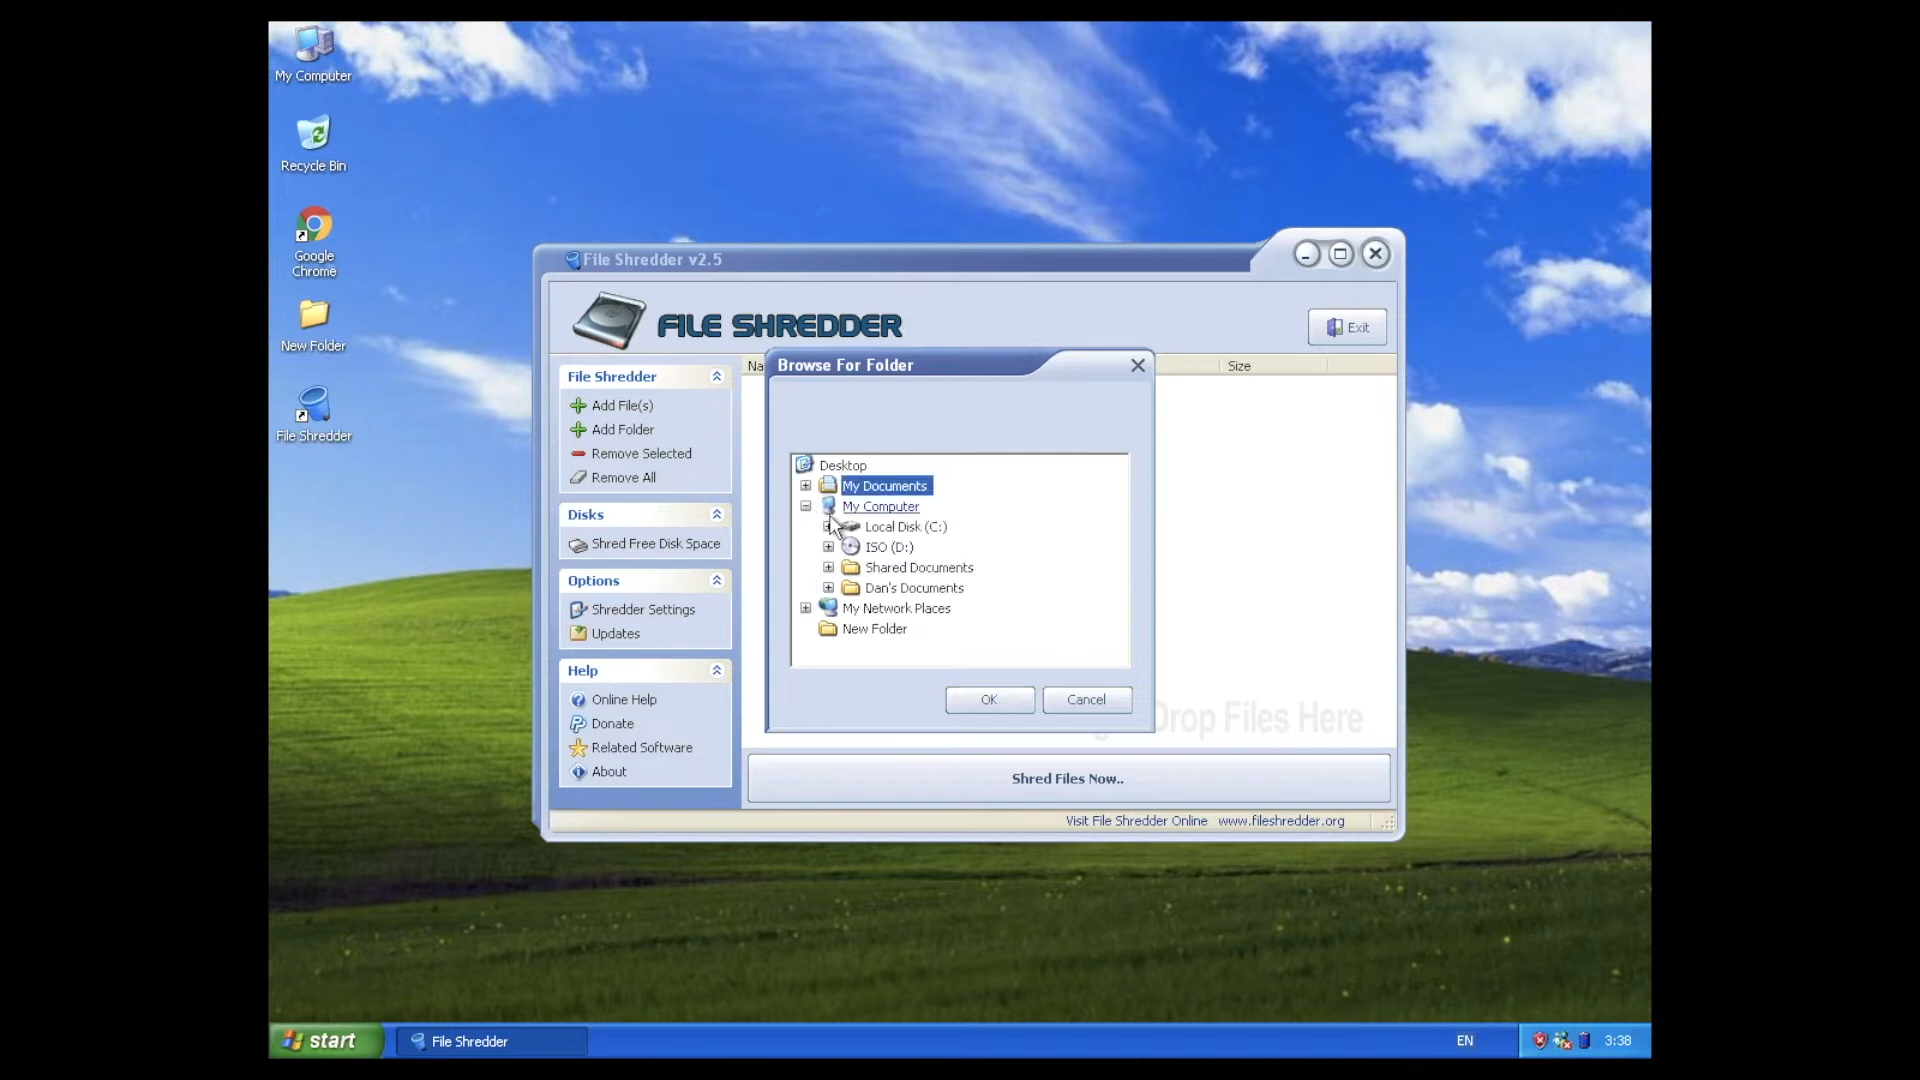 My Computer
Recycle Bin
Google
Chrome
New Folder
File Shredder
File Shredder v2.5
FILE SHREDDER
Exit
File Shredder
Add File(s)
Add Folder
Remove Selected
Remove All
Disks
Shred Free Disk Space
Options
Shredder Settings
Updates
Help
Online Help
Donate
Related Software
About
Size
Browse For Folder
Desktop
My Documents
My Computer
Local Disk (C:)
ISO (D:)
Shared Documents
Dan's Documents
My Network Places
New Folder
OK
Cancel
Drop Files Here
Shred Files Now..
Visit File Shredder Online www.fileshredder.org
start
File Shredder
EN
3:38